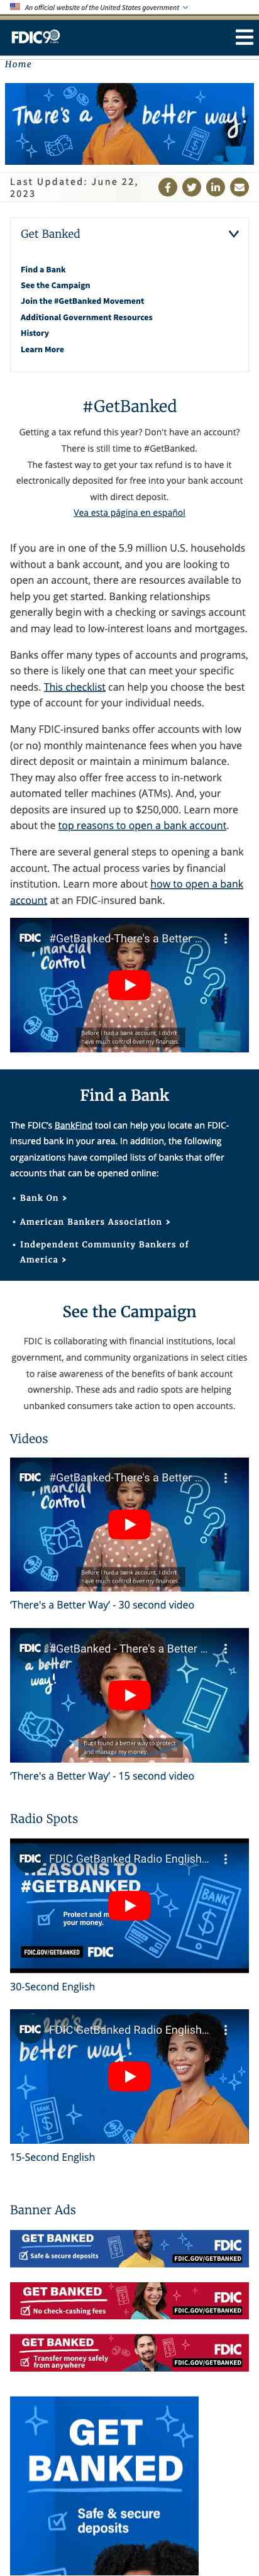 An official website of the United States government
FDIC 90
Home
There's a better way!
Last Updated: June 22,
2023
Get Banked
Find a Bank
See the Campaign
Join the #GetBanked Movement
Additional Government Resources
History
Learn More
#GetBanked
Getting a tax refund this year? Don't have an account?
There is still time to #GetBanked.
The fastest way to get your tax refund is to have it
electronically deposited for free into your bank account
with direct deposit.
Vea esta página en español
If you are in one of the 5.9 million U.S. households
without a bank account, and you are looking to
open an account, there are resources available to
help you get started. Banking relationships
generally begin with a checking or savings account
and may lead to low-interest loans and mortgages.
Banks offer many types of accounts and programs,
so there is likely one that can meet your specific
needs. This checklist can help you choose the best
type of account for your individual needs.
Many FDIC-insured banks offer accounts with low
(or no) monthly maintenance fees when you have
direct deposit or maintain a minimum balance.
They may also offer free access to in-network
automated teller machines (ATMs). And, your
deposits are insured up to $250,000. Learn more
about the top reasons to open a bank account.
There are several general steps to opening a bank
account. The actual process varies by financial
institution. Learn more about how to open a bank
account at an FDIC-insured bank.
FDIC #GetBanked-There's a Better ...
Financial
Control
Before I had a bank account, I didn't
have much control over my finances.
Find a Bank
The FDIC's BankFind tool can help you locate an FDIC-
insured bank in your area. In addition, the following
organizations have compiled lists of banks that offer
accounts that can be opened online:
• Bank On >
• American Bankers Association >
• Independent Community Bankers of
America >
See the Campaign
FDIC is collaborating with financial institutions, local
government, and community organizations in select cities
to raise awareness of the benefits of bank account
ownership. These ads and radio spots are helping
unbanked consumers take action to open accounts.
Videos
FDIC #GetBanked-There's a Better ...
Financial
Control
Before I had a bank account, I didn't
have much control over my finances.
'There's a Better Way' - 30 second video
FDIC #GetBanked - There's a Better ...
a better
way!
But I found a better way to protect
and manage my money.
'There's a Better Way' - 15 second video
Radio Spots
FDIC FDIC GetBanked Radio English...
REASONS TO
#GETBANKED
BANK
Protect and m
your money.
FDIC.GOV/GETBANKED FDIC
30-Second English
FDIC FDIC GetBanked Radio English...
There's a
better way!
15-Second English
Banner Ads
GET BANKED
Safe & secure deposits
FDIC
FDIC.GOV/GETBANKED
GET BANKED
No check-cashing fees
FDIC
FDIC.GOV/GETBANKED
GET BANKED
Transfer money safely
from anywhere
FDIC
FDIC.GOV/GETBANKED
GET
BANKED
Safe & secure
deposits